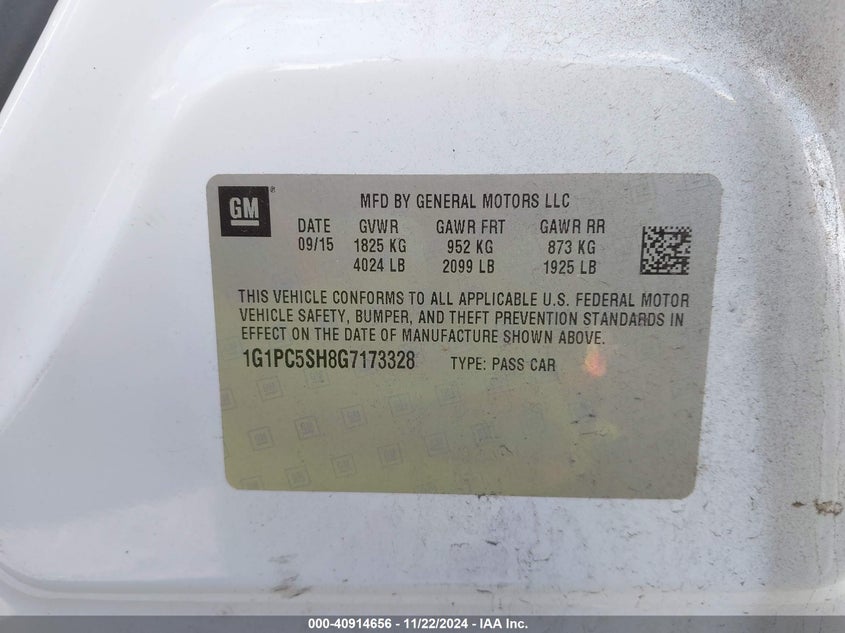 GM®
MFD BY GENERAL MOTORS LLC
DATE GVWR GAWR FRT GAWR RR
09/15 1825 KG 952 KG 873 KG
4024 LB 2099 LB 1925 LB
THIS VEHICLE CONFORMS TO ALL APPLICABLE U.S. FEDERAL MOTOR
VEHICLE SAFETY, BUMPER, AND THEFT PREVENTION STANDARDS IN
EFFECT ON THE DATE OF MANUFACTURE SHOWN ABOVE.
1G1PC5SH8G7173328 TYPE: PASS CAR
000-40914656 - 11/22/2024 - IAA Inc.